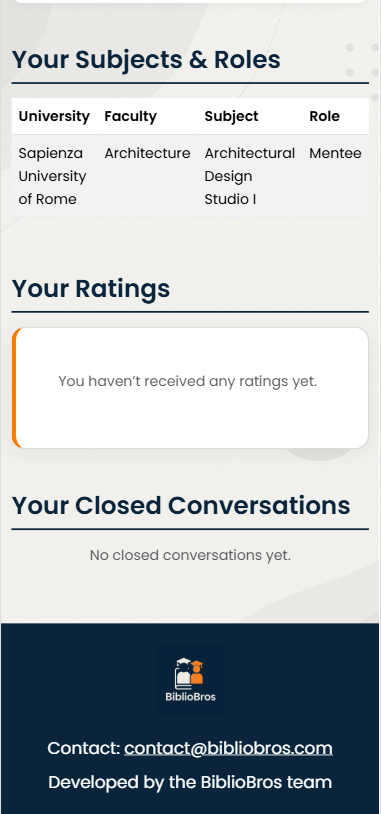 Your Subjects & Roles
University Faculty Subject Role
Sapienza University of Rome Architecture Architectural Design Studio I Mentee
Your Ratings
You haven’t received any ratings yet.
Your Closed Conversations
No closed conversations yet.
BiblioBros
Contact: contact@bibliobros.com
Developed by the BiblioBros team